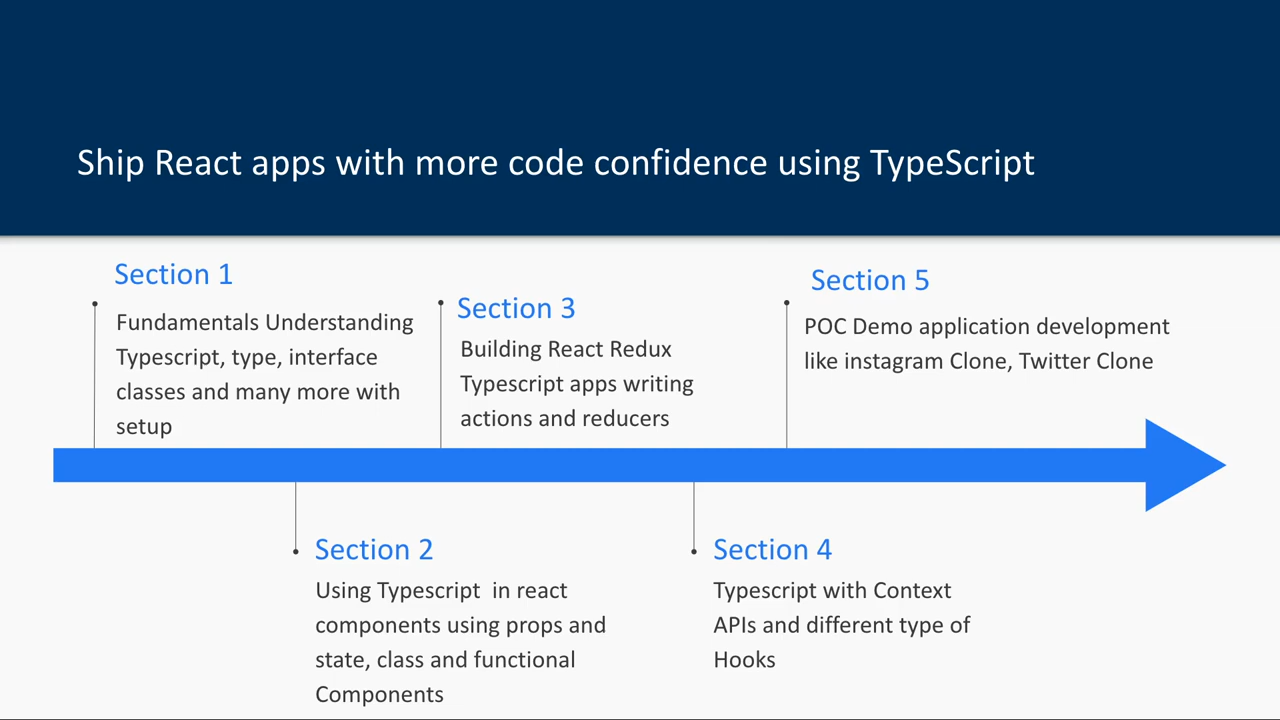 Ship React apps with more code confidence using TypeScript
Section 1
Fundamentals Understanding
Typescript, type, interface
classes and many more with
setup
Section 2
Using Typescript  in react
components using props and
state, class and functional
Components
Section 3
Building React Redux
Typescript apps writing
actions and reducers
Section 4
Typescript with Context
APIs and different type of
Hooks
Section 5
POC Demo application development
like instagram Clone, Twitter Clone